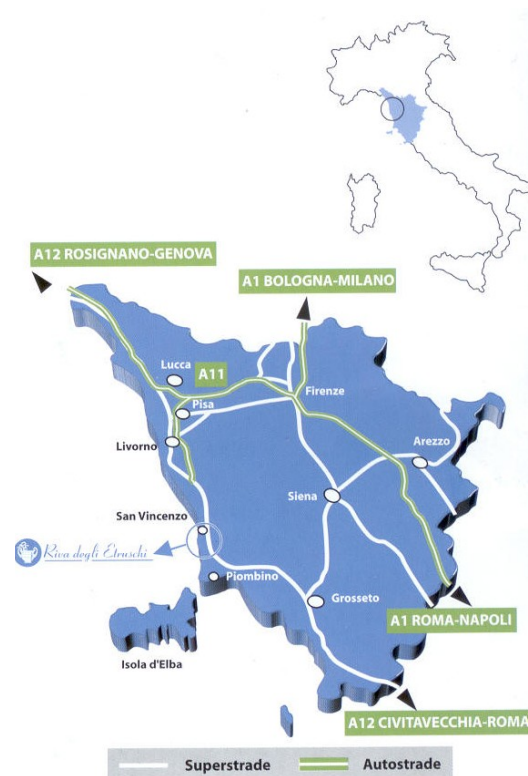 A12 ROSIGNANO-GENOVA
A1 BOLOGNA-MILANO
Lucca
A11
Firenze
Pisa
Livorno
Arezzo
Siena
San Vincenzo
Riva degli Etruschi
Piombino
Grosseto
A1 ROMA-NAPOLI
Isola d'Elba
A12 CIVITAVECCHIA-ROMA
Superstrade
Autostrade